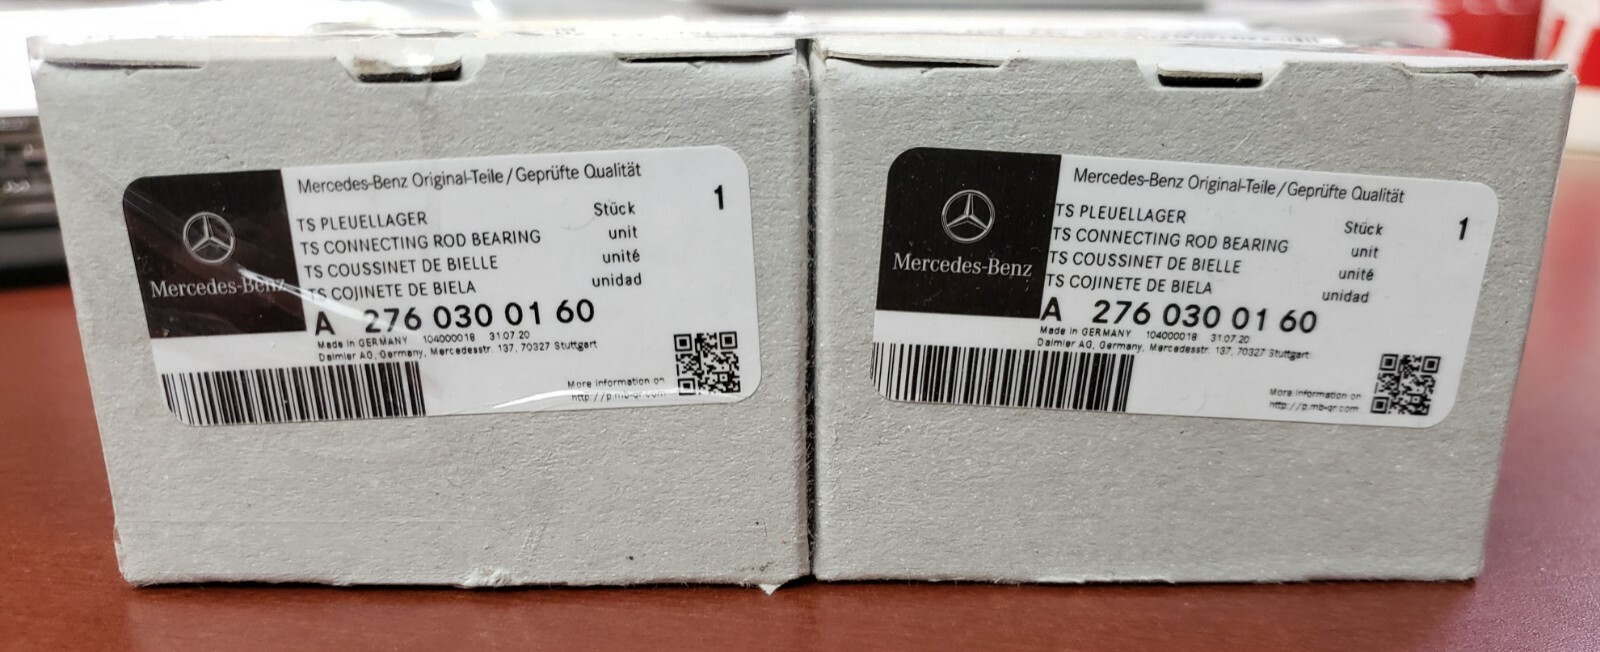 Mercedes-Benz Original-Teile/Geprüfte Qualität
1
TS PLEUELLAGER Stück
TS CONNECTING ROD BEARING unit
TS COUSSINET DE BIELLE unité
TS COJINETE DE BIELA unidad
Mercedes-Benz
A 276 030 01 60
Made in GERMANY 104000018 31.07.20
Daimler AG, Germany, Mercedesstr. 137, 70327 Stuttgart
More information on
http://p.mb-qr.com
Mercedes-Benz Original-Teile/Geprüfte Qualität
1
TS PLEUELLAGER Stück
TS CONNECTING ROD BEARING unit
TS COUSSINET DE BIELLE unité
TS COJINETE DE BIELA unidad
Mercedes-Benz
A 276 030 01 60
Made in GERMANY 104000018 31.07.20
Daimler AG, Germany, Mercedesstr. 137, 70327 Stuttgart
More information on
http://p.mb-qr.com